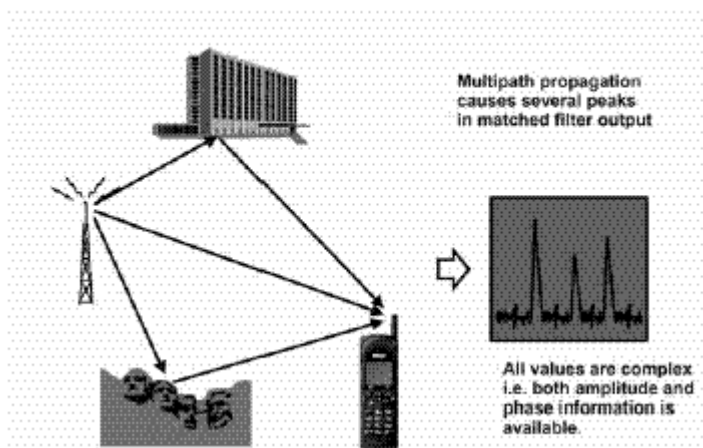 Multipath propagation
causes several peaks
in matched filter output
All values are complex
i.e. both amplitude and
phase information is
available.